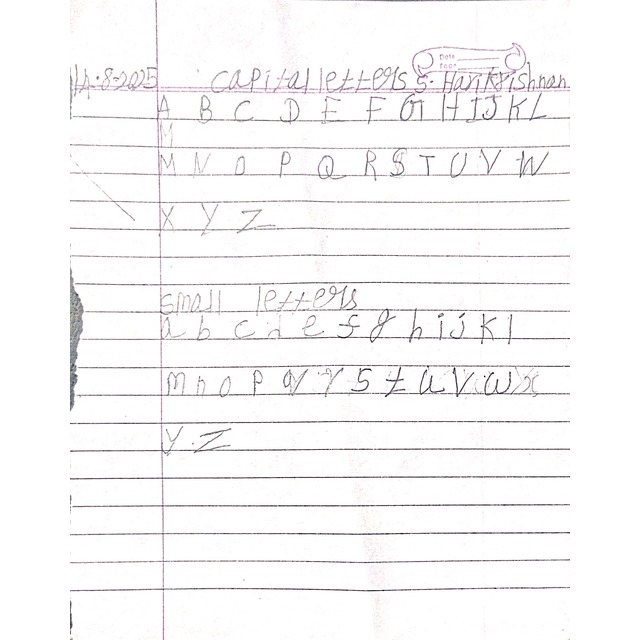 14.8-2025 capital letters S. Harikrishnan
Date
Page
A B C D E F G H I J K L
M
M N O P Q R S T U V W
X Y Z
small letters
a b c d e f g h i j k l
m n o p q r s t u v w x
y z